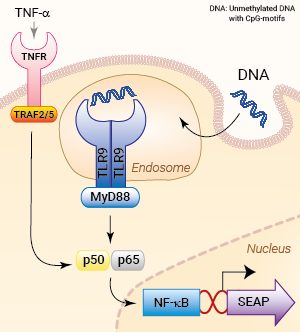 TNF-α
DNA: Unmethylated DNA
with CpG-motifs
TNFR
DNA
TRAF2/5
TLR9
TLR9
Endosome
MyD88
Nucleus
p50
p65
NF-κB
SEAP